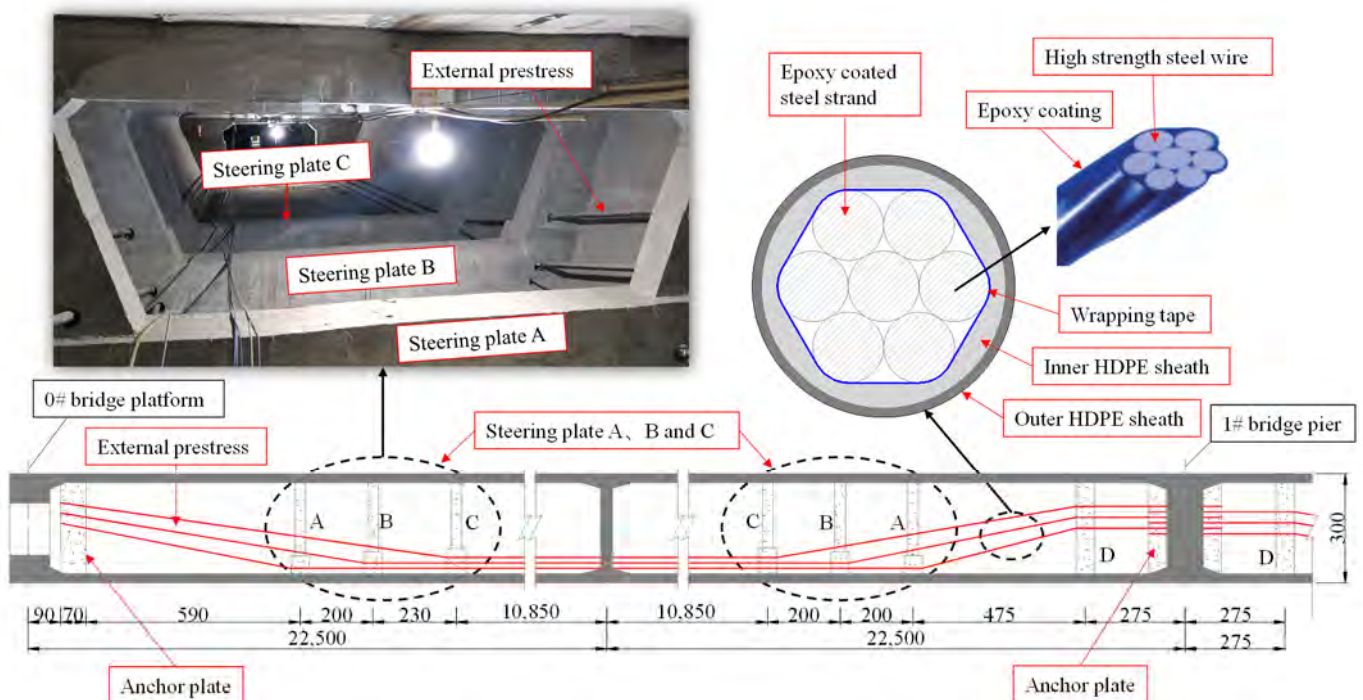 External prestress
Steering plate C
Steering plate B
Steering plate A
Epoxy coated
steel strand
High strength steel wire
Epoxy coating
Wrapping tape
Inner HDPE sheath
Outer HDPE sheath
0# bridge platform
External prestress
Steering plate A、B and C
1# bridge pier
A B C C B A D D
300
90 70 590 200 230 10,850 10,850 200 200 475 275 275
22,500 22,500 275
Anchor plate
Anchor plate